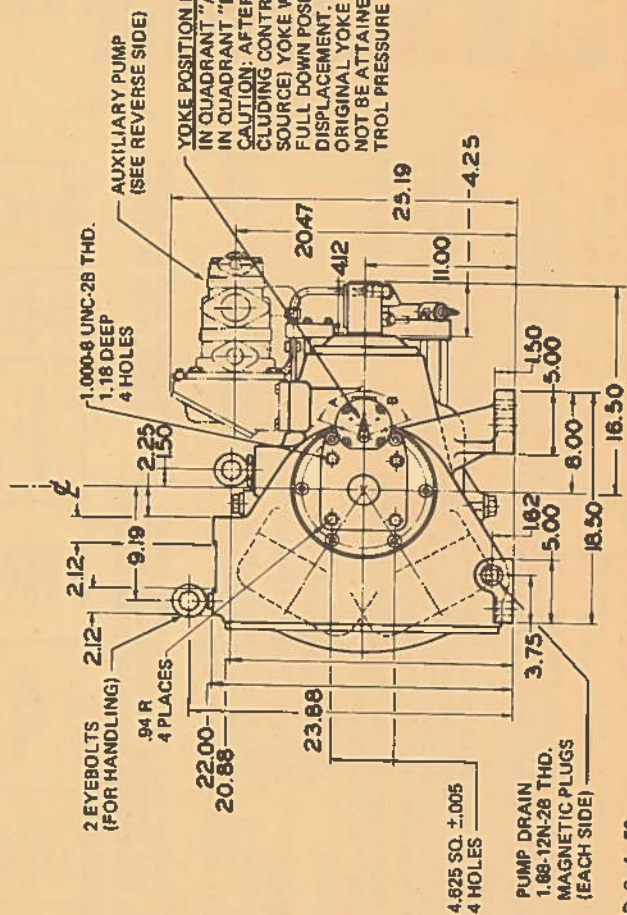 AUXILIARY PUMP
(SEE REVERSE SIDE)
YOKE POSITION
IN QUADRANT "A
IN QUADRANT
CAUTION: AFTER
CLUDING CONTR
SOURCE) YOKE W
FULL DOWN POSI
DISPLACEMENT.
ORIGINAL YOKE
NOT BE ATTAINE
TROL PRESSURE
1.000-8 UNC-2B THD.
1.18 DEEP
4 HOLES
2 EYEBOLTS
(FOR HANDLING)
.94 R
4 PLACES
2.12
2.12
9.19
2.25
1.50
22.00
20.88
23.88
4.12
20.47
25.19
11.00
4.25
A
B
4.625 SQ. ±.005
4 HOLES
PUMP DRAIN
1.88-12N-2B THD.
MAGNETIC PLUGS
(EACH SIDE)
3.75
1.62
5.00
1.50
5.00
8.00
18.50
16.50